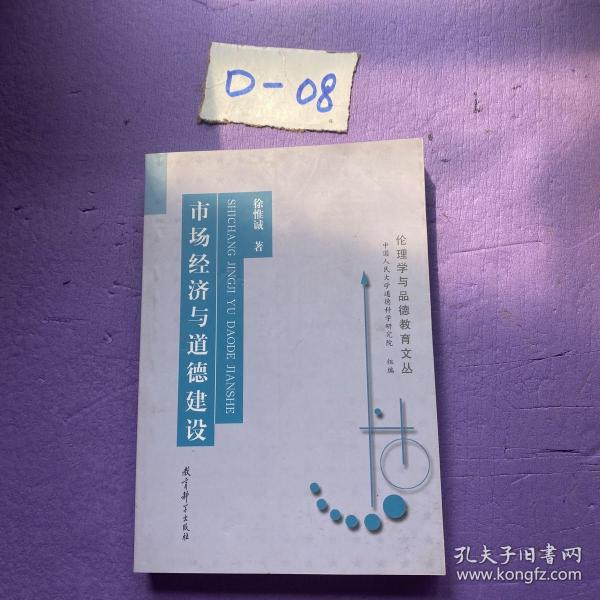 D-08
市场经济与道德建设
SHICHANG JINGJI YU DAODE JIANSHE
徐惟诚 著
伦理学与品德教育文丛
中国人民大学道德科学研究院 组编
教育科学出版社
孔夫子旧书网
www.kongfz.com